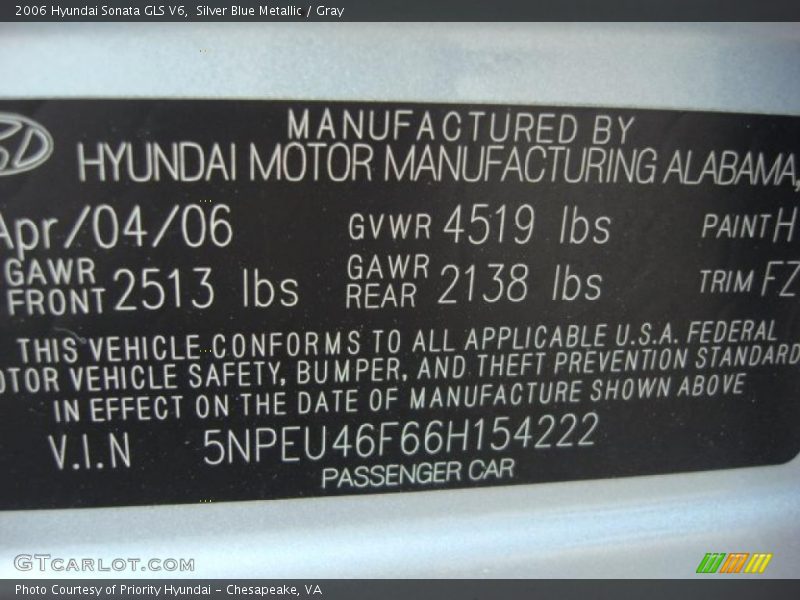 2006 Hyundai Sonata GLS V6, Silver Blue Metallic / Gray
MANUFACTURED BY
HYUNDAI MOTOR MANUFACTURING ALABAMA,
Apr/04/06 GVWR 4519 lbs PAINT H
GAWR FRONT 2513 lbs GAWR REAR 2138 lbs TRIM FZ
THIS VEHICLE CONFORMS TO ALL APPLICABLE U.S.A. FEDERAL
OTOR VEHICLE SAFETY, BUMPER, AND THEFT PREVENTION STANDARD
IN EFFECT ON THE DATE OF MANUFACTURE SHOWN ABOVE
V.I.N 5NPEU46F66H154222
PASSENGER CAR
GTCARLOT.COM
Photo Courtesy of Priority Hyundai - Chesapeake, VA